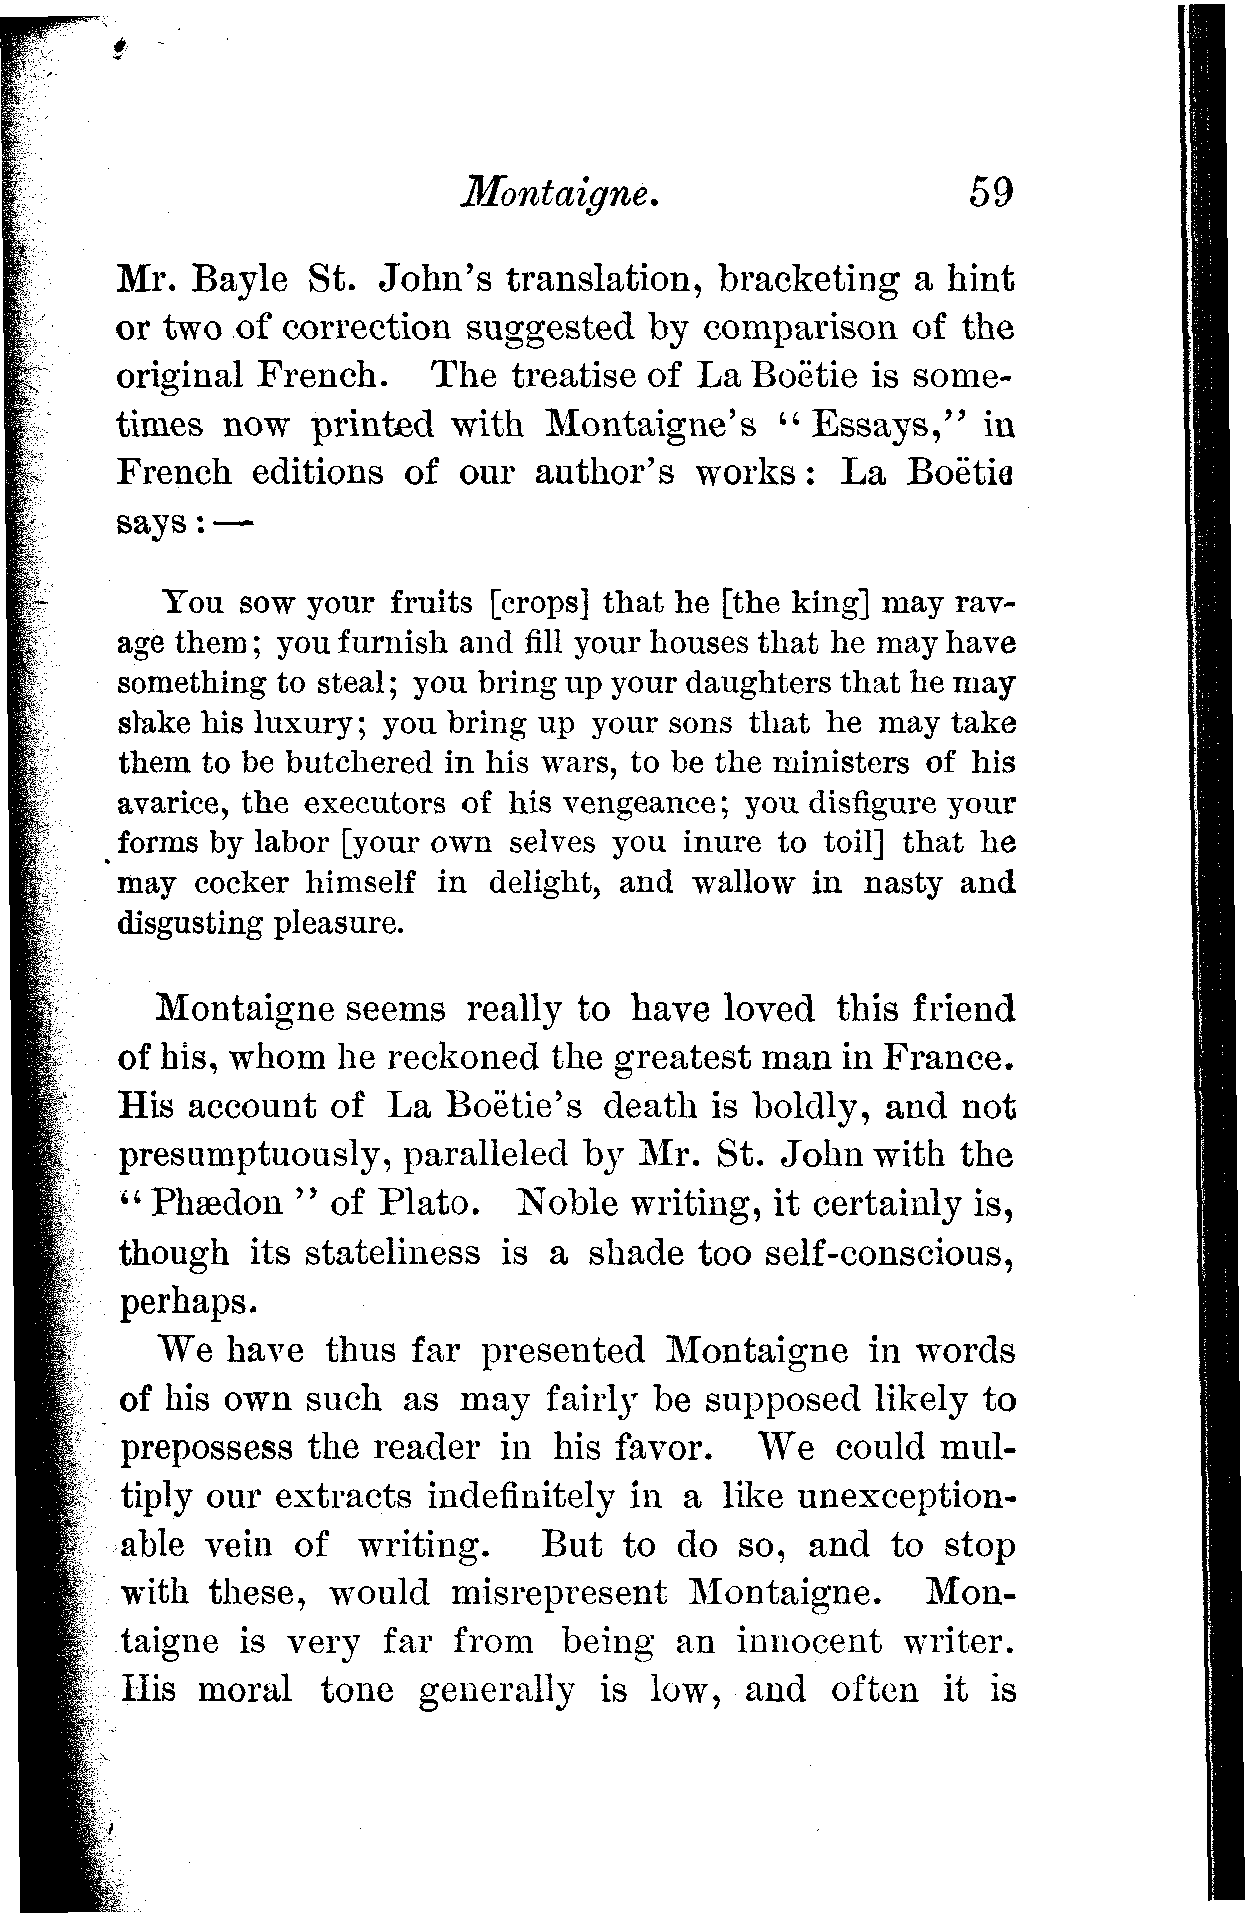 Montaigne. 59
Mr. Bayle St. John's translation, bracketing a hint
or two of correction suggested by comparison of the
original French. The treatise of La Boëtie is some-
times now printed with Montaigne's "Essays," in
French editions of our author's works: La Boëtie
says:—
You sow your fruits [crops] that he [the king] may rav-
age them; you furnish and fill your houses that he may have
something to steal; you bring up your daughters that he may
slake his luxury; you bring up your sons that he may take
them to be butchered in his wars, to be the ministers of his
avarice, the executors of his vengeance; you disfigure your
forms by labor [your own selves you inure to toil] that he
may cocker himself in delight, and wallow in nasty and
disgusting pleasure.
Montaigne seems really to have loved this friend
of his, whom he reckoned the greatest man in France.
His account of La Boëtie's death is boldly, and not
presumptuously, paralleled by Mr. St. John with the
"Phædon" of Plato. Noble writing, it certainly is,
though its stateliness is a shade too self-conscious,
perhaps.
We have thus far presented Montaigne in words
of his own such as may fairly be supposed likely to
prepossess the reader in his favor. We could mul-
tiply our extracts indefinitely in a like unexception-
able vein of writing. But to do so, and to stop
with these, would misrepresent Montaigne. Mon-
taigne is very far from being an innocent writer.
His moral tone generally is low, and often it is